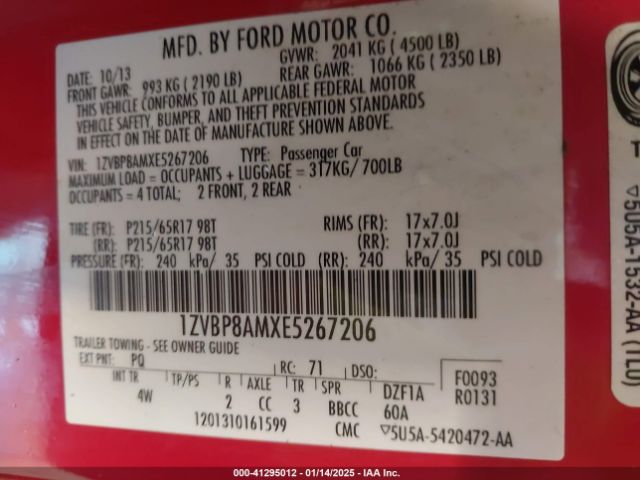 MFD. BY FORD MOTOR CO.
DATE: 10/13
GVWR: 2041 KG ( 4500 LB)
FRONT GAWR: 993 KG ( 2190 LB)
REAR GAWR: 1066 KG ( 2350 LB)
THIS VEHICLE CONFORMS TO ALL APPLICABLE FEDERAL MOTOR
VEHICLE SAFETY, BUMPER, AND THEFT PREVENTION STANDARDS
IN EFFECT ON THE DATE OF MANUFACTURE SHOWN ABOVE.
VIN: 1ZVBP8AMXE5267206 TYPE: Passenger Car
MAXIMUM LOAD = OCCUPANTS + LUGGAGE = 317KG/ 700LB
OCCUPANTS = 4 TOTAL; 2 FRONT, 2 REAR
TIRE (FR): P215/65R17 98T RIMS (FR): 17x7.0J
(RR): P215/65R17 98T (RR): 17x7.0J
PRESSURE (FR): 240 kPa/ 35 PSI COLD (RR): 240 kPa/ 35 PSI COLD
1ZVBP8AMXE5267206
TRAILER TOWING - SEE OWNER GUIDE
EXT PNT: PQ RC: 71 DSO:
INT TR TP/PS R AXLE TR SPR DZF1A F0093
4W 2 CC 3 BBCC 60A R0131
1201310161599 CMC ▽5U5A-5420472-AA
T
▽5U5A-1532-AA (TLO)
000-41295012 - 01/14/2025 - IAA Inc.